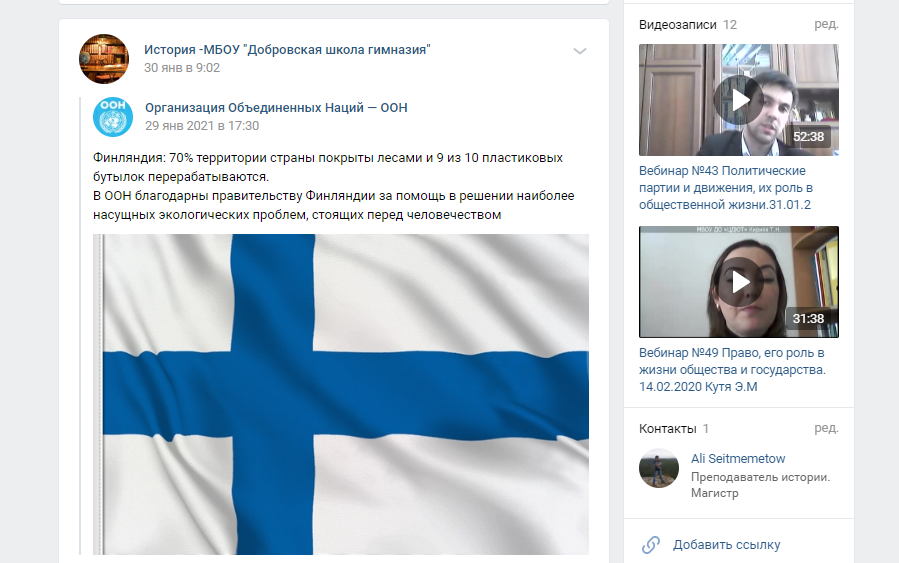 История -МБОУ "Добровская школа гимназия"
30 янв в 9:02
ООН
Организация Объединенных Наций — ООН
29 янв 2021 в 17:30
Финляндия: 70% территории страны покрыты лесами и 9 из 10 пластиковых
бутылок перерабатываются.
В ООН благодарны правительству Финляндии за помощь в решении наиболее
насущных экологических проблем, стоящих перед человечеством
Видеозаписи 12
ред.
52:38
Вебинар №43 Политические
партии и движения, их роль в
общественной жизни.31.01.2
МБОУ ДО «ЦДЮТ» Кирило Т.Н.
31:38
Вебинар №49 Право, его роль в
жизни общества и государства.
14.02.2020 Кутя Э.М
Контакты 1
ред.
Ali Seitmemetow
Преподаватель истории.
Магистр
Добавить ссылку